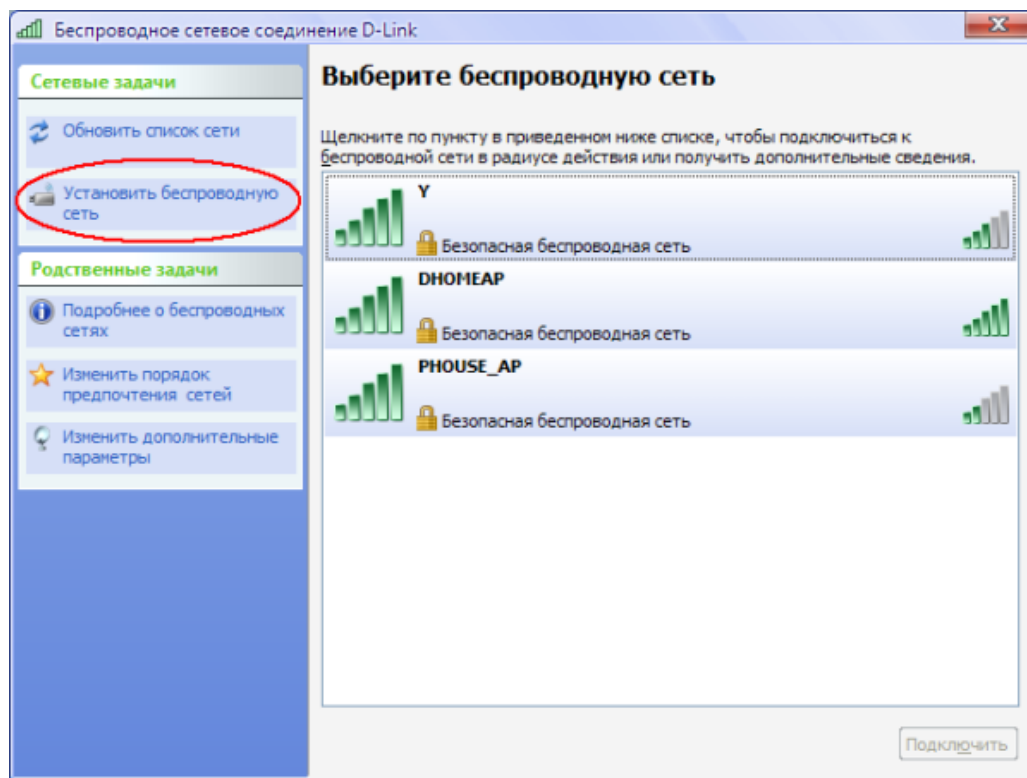 Беспроводное сетевое соединение D-Link
Сетевые задачи
Обновить список сети
Установить беспроводную
сеть
Родственные задачи
Подробнее о беспроводных
сетях
Изменить порядок
предпочтения сетей
Изменить дополнительные
параметры
Выберите беспроводную сеть
Щелкните по пункту в приведенном ниже списке, чтобы подключиться к
беспроводной сети в радиусе действия или получить дополнительные сведения.
Y
Безопасная беспроводная сеть
DHOMEAP
Безопасная беспроводная сеть
PHOUSE_AP
Безопасная беспроводная сеть
Подключить